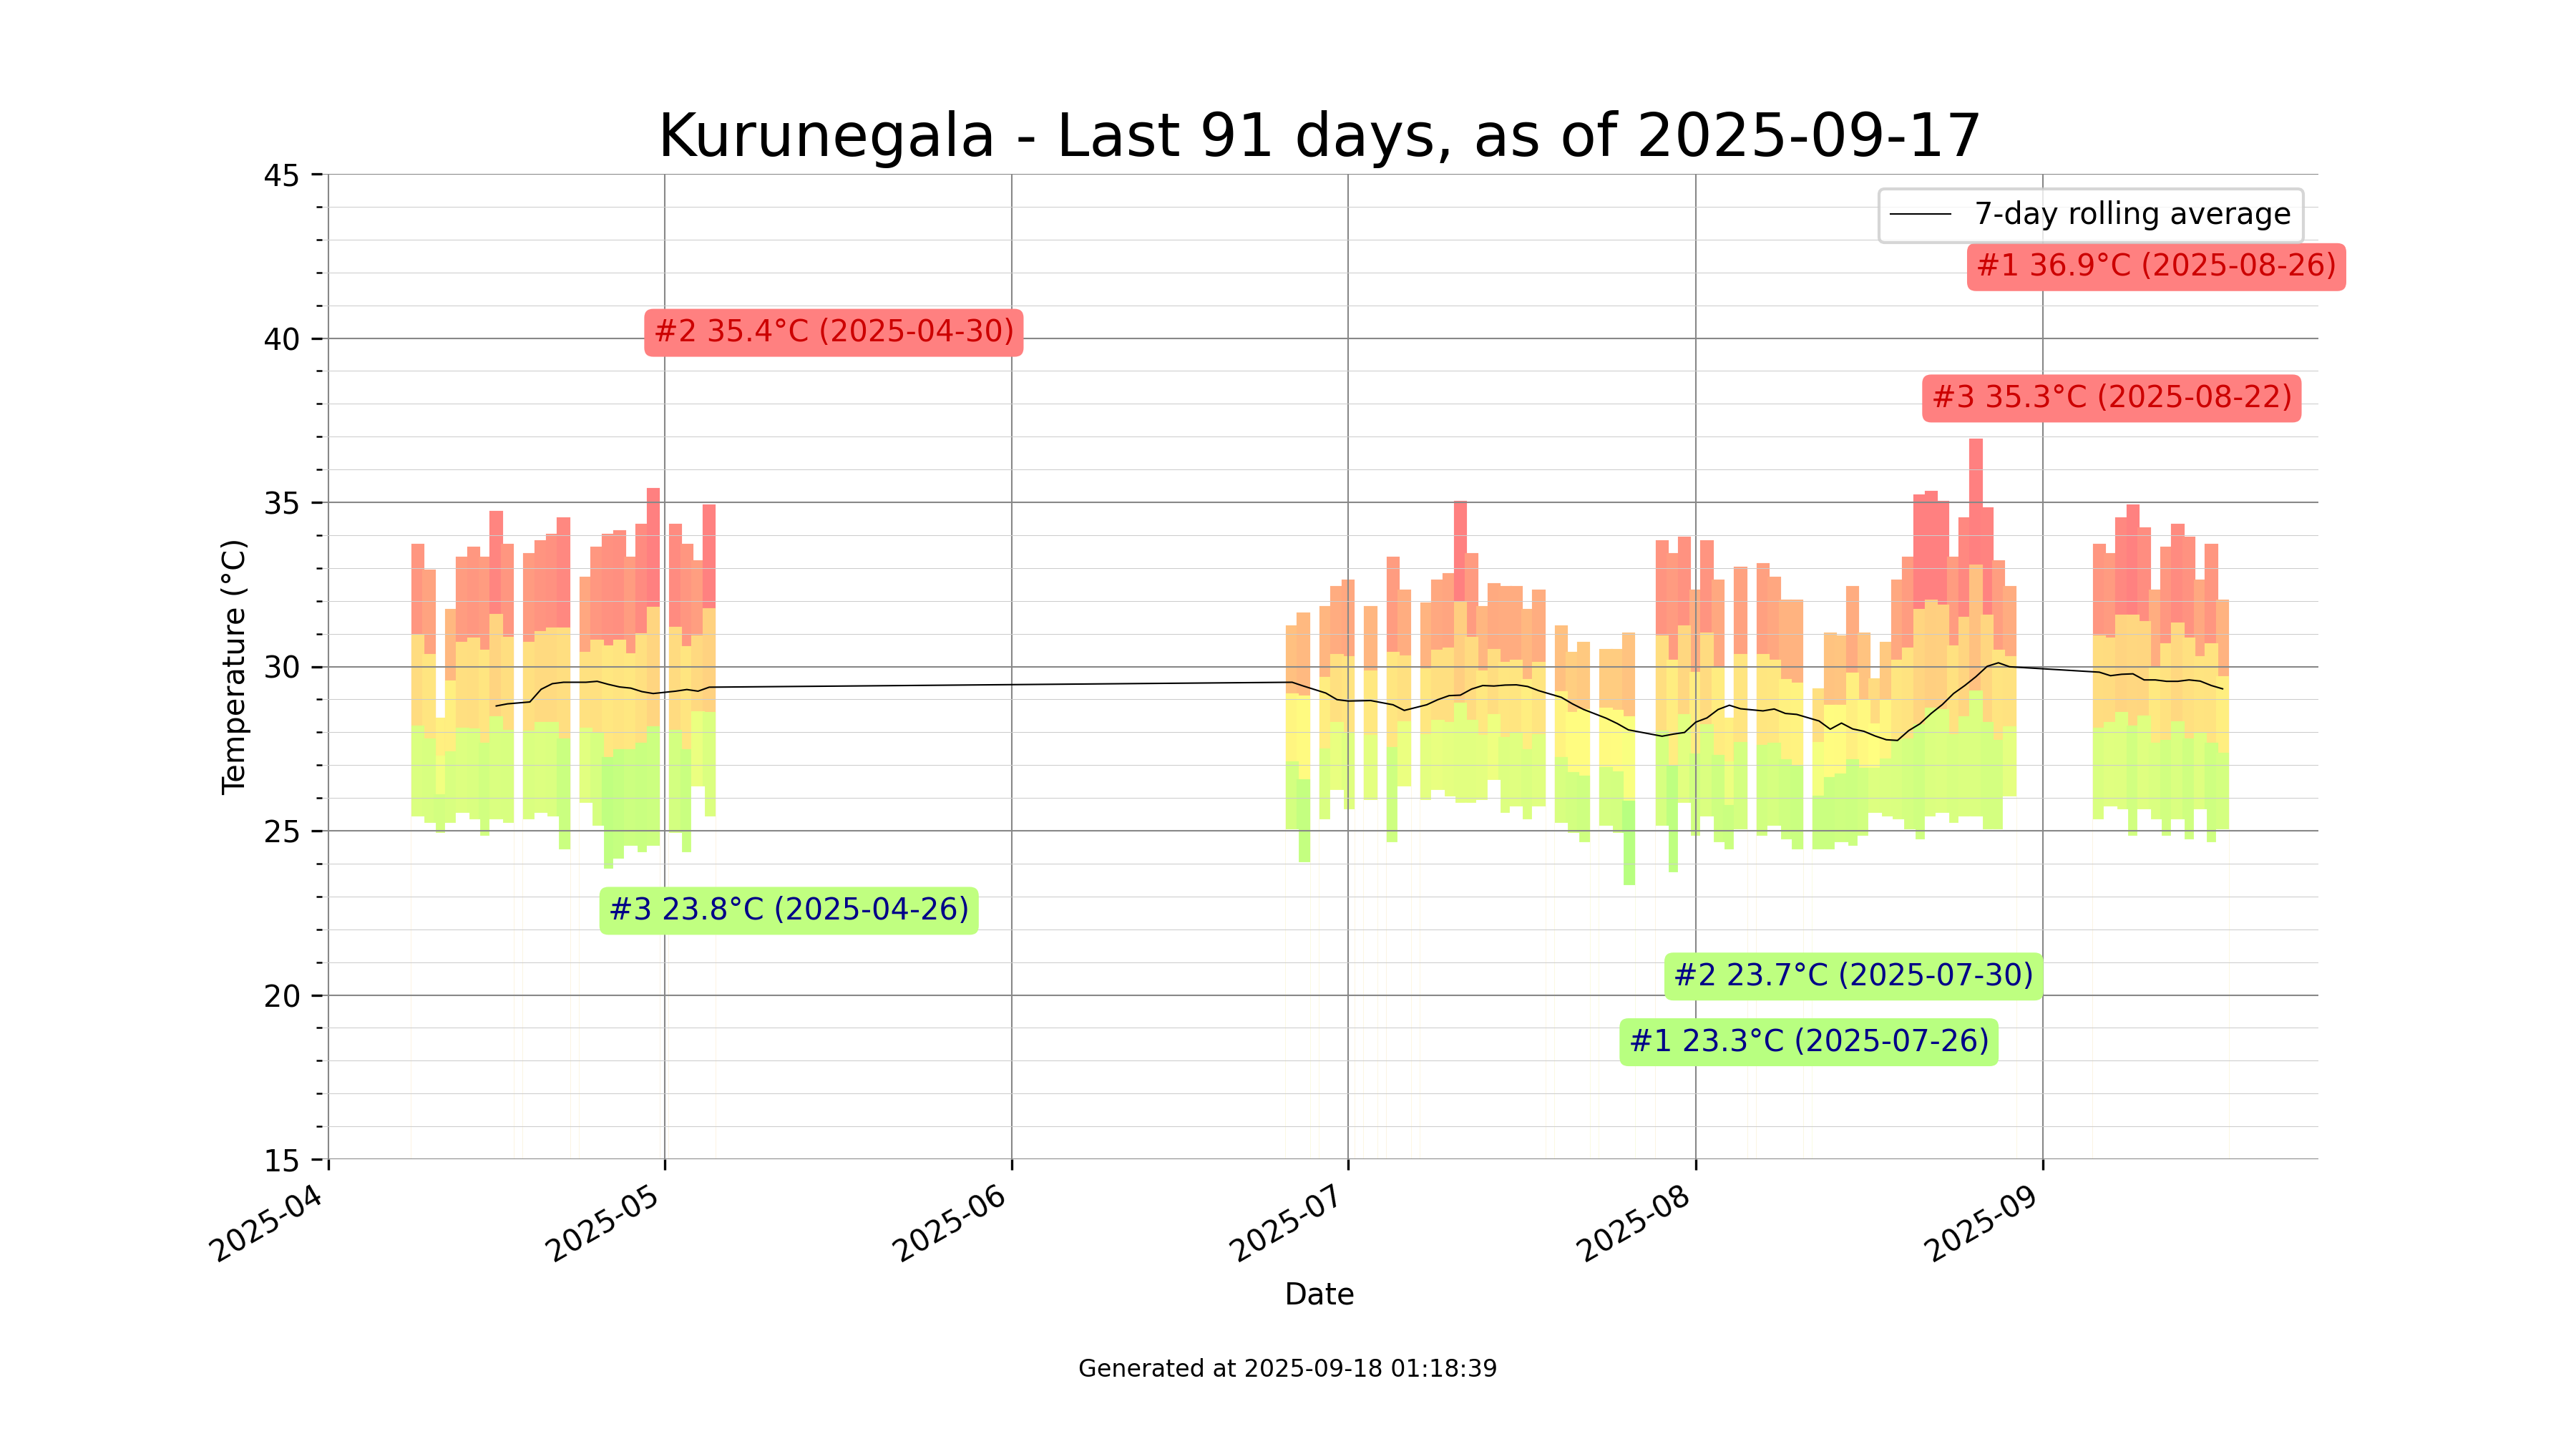 Kurunegala - Last 91 days, as of 2025-09-17
45
40
35
30
25
20
15
Temperature (°C)
7-day rolling average
#1 36.9°C (2025-08-26)
#2 35.4°C (2025-04-30)
#3 35.3°C (2025-08-22)
#3 23.8°C (2025-04-26)
#2 23.7°C (2025-07-30)
#1 23.3°C (2025-07-26)
2025-04
2025-05
2025-06
2025-07
2025-08
2025-09
Date
Generated at 2025-09-18 01:18:39